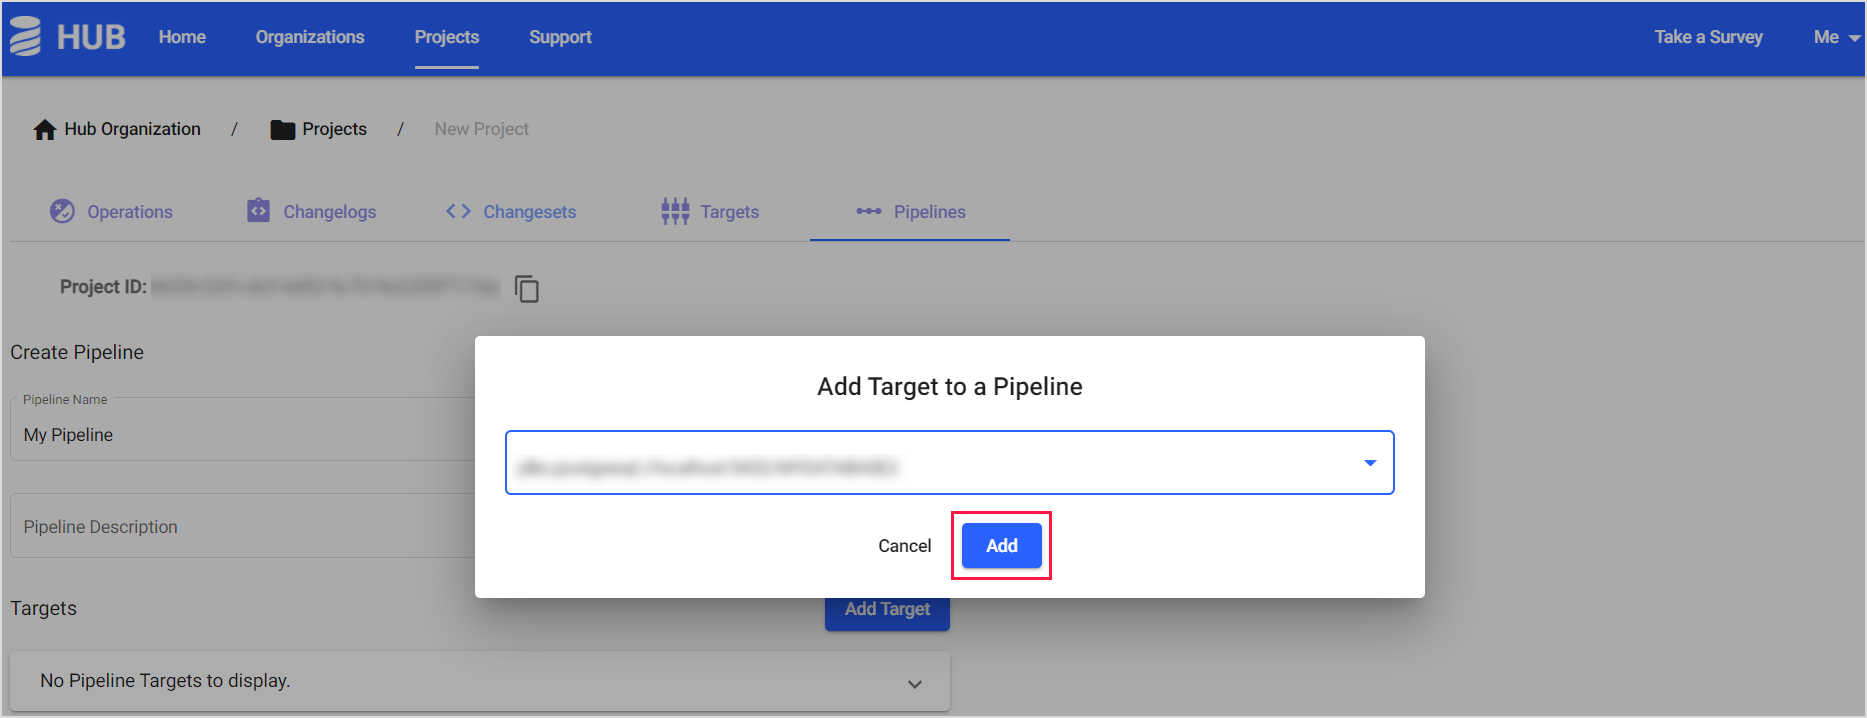 HUB Home Organizations Projects Support Take a Survey Me
Hub Organization / Projects / New Project
Operations Changelogs Changesets Targets Pipelines
Project ID:
Create Pipeline
Pipeline Name
My Pipeline
Pipeline Description
Targets
Add Target
No Pipeline Targets to display.
Add Target to a Pipeline
Cancel Add